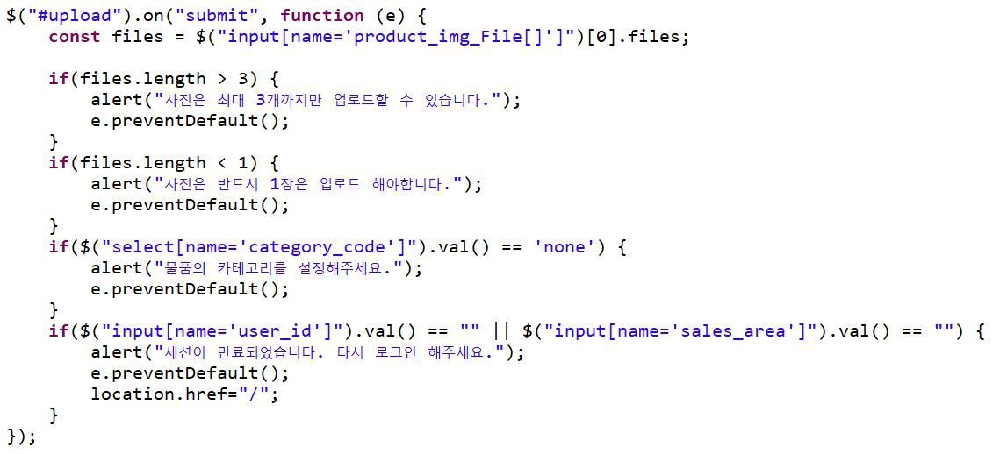 $("#upload").on("submit", function (e) {
    const files = $("input[name='product_img_File[]']")[0].files;

    if(files.length > 3) {
        alert("사진은 최대 3개까지만 업로드할 수 있습니다.");
        e.preventDefault();
    }
    if(files.length < 1) {
        alert("사진은 반드시 1장은 업로드 해야합니다.");
        e.preventDefault();
    }
    if($("select[name='category_code']").val() == 'none') {
        alert("물품의 카테고리를 설정해주세요.");
        e.preventDefault();
    }
    if($("input[name='user_id']").val() == "" || $("input[name='sales_area']").val() == "") {
        alert("세션이 만료되었습니다. 다시 로그인 해주세요.");
        e.preventDefault();
        location.href="/";
    }
});